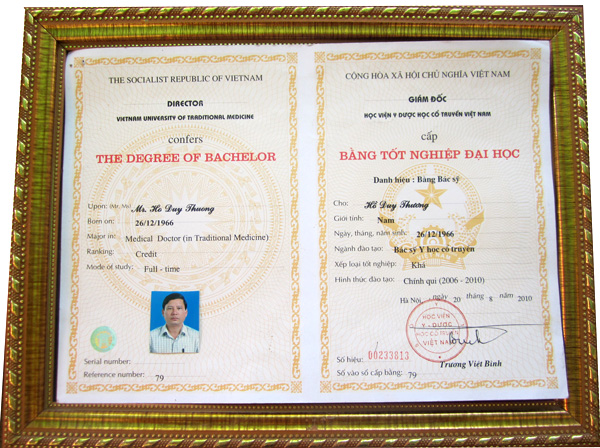 THE SOCIALIST REPUBLIC OF VIETNAM
DIRECTOR
VIETNAM UNIVERSITY OF TRADITIONAL MEDICINE
confers
THE DEGREE OF BACHELOR
Upon: (Mr, Ms) Mr. Hồ Duy Thuong
Born on: 26/12/1966
Major in: Medical Doctor (in Traditional Medicine)
Ranking: Credit
Mode of study: Full - time
Serial number:
Reference number: 79
CỘNG HÒA XÃ HỘI CHỦ NGHĨA VIỆT NAM
GIÁM ĐỐC
HỌC VIỆN Y DƯỢC HỌC CỔ TRUYỀN VIỆT NAM
cấp
BẰNG TỐT NGHIỆP ĐẠI HỌC
Danh hiệu : Bằng Bác sỹ
Cho: Hồ Duy Thương
Giới tính: Nam
Ngày, tháng, năm sinh: 26/12/1966
Ngành đào tạo: Bác sỹ Y học cổ truyền
Xếp loại tốt nghiệp: Khá
Hình thức đào tạo: Chính qui (2006 - 2010)
Hà Nội, ngày 20 tháng 8 năm 2010
HỌC VIỆN
Y - DƯỢC
HỌC CỔ TRUYỀN
VIỆT NAM
Số hiệu: 00233813
Trương Việt Bình
Số vào sổ cấp bằng: 79